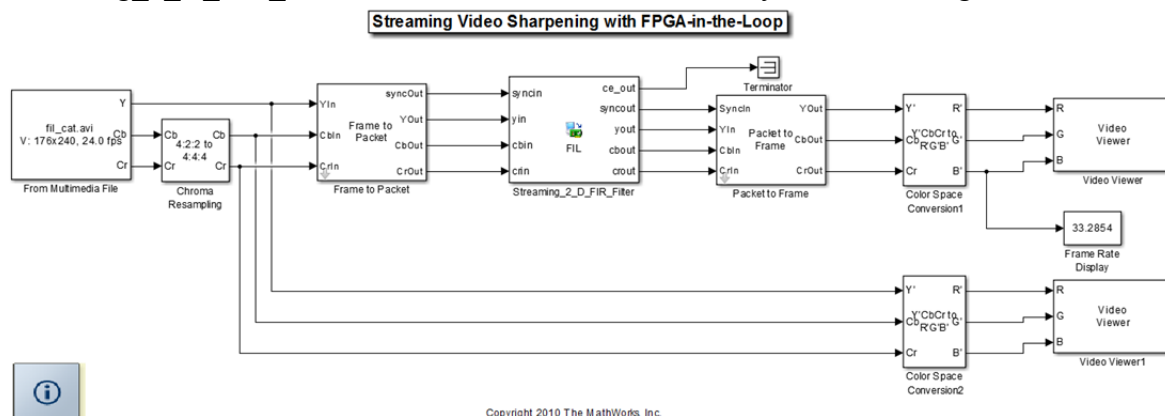 Streaming Video Sharpening with FPGA-in-the-Loop
fil_cat.avi
V: 176x240, 24.0 fps
Y
Cb
Cr
From Multimedia File
Cb
Cr
4:2:2 to
4:4:4
Cb
Cr
Chroma
Resampling
YIn
CbIn
CrIn
Frame to
Packet
syncOut
YOut
CbOut
CrOut
Frame to Packet
syncin
yin
cbin
crin
FIL
ce_out
syncout
yout
cbout
crout
Streaming_2_D_FIR_Filter
Terminator
SyncIn
YIn
CbIn
CrIn
Packet to
Frame
YOut
CbOut
CrOut
Packet to Frame
Y'
Cb
Cr
Y'CbCr to
R'G'B'
R'
G'
B'
Color Space
Conversion1
R
G
B
Video
Viewer
Video Viewer
33.2854
Frame Rate
Display
Y'
Cb
Cr
Y'CbCr to
R'G'B'
R'
G'
B'
Color Space
Conversion2
R
G
B
Video
Viewer
Video Viewer1
Copyright 2010 The MathWorks, Inc.